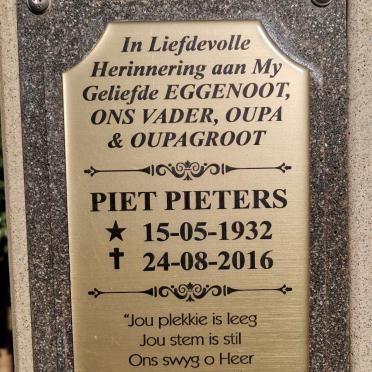 In Liefdevolle
Herinnering aan My
Geliefde EGGENOOT,
ONS VADER, OUPA
& OUPAGROOT
PIET PIETERS
★ 15-05-1932
✝ 24-08-2016
"Jou plekkie is leeg
Jou stem is stil
Ons swyg o Heer